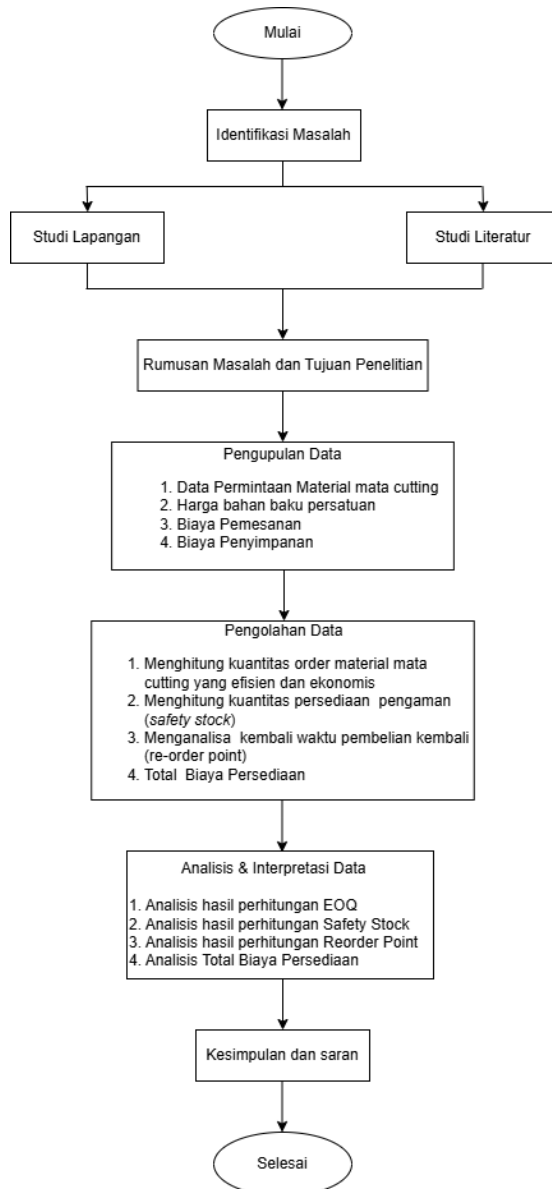 Mulai
Identifikasi Masalah
Studi Lapangan
Studi Literatur
Rumusan Masalah dan Tujuan Penelitian
Pengupulan Data
1. Data Permintaan Material mata cutting
2. Harga bahan baku persatuan
3. Biaya Pemesanan
4. Biaya Penyimpanan
Pengolahan Data
1. Menghitung kuantitas order material mata
cutting yang efisien dan ekonomis
2. Menghitung kuantitas persediaan pengaman
(safety stock)
3. Menganalisa kembali waktu pembelian kembali
(re-order point)
4. Total Biaya Persediaan
Analisis & Interpretasi Data
1. Analisis hasil perhitungan EOQ
2. Analisis hasil perhitungan Safety Stock
3. Analisis hasil perhitungan Reorder Point
4. Analisis Total Biaya Persediaan
Kesimpulan dan saran
Selesai